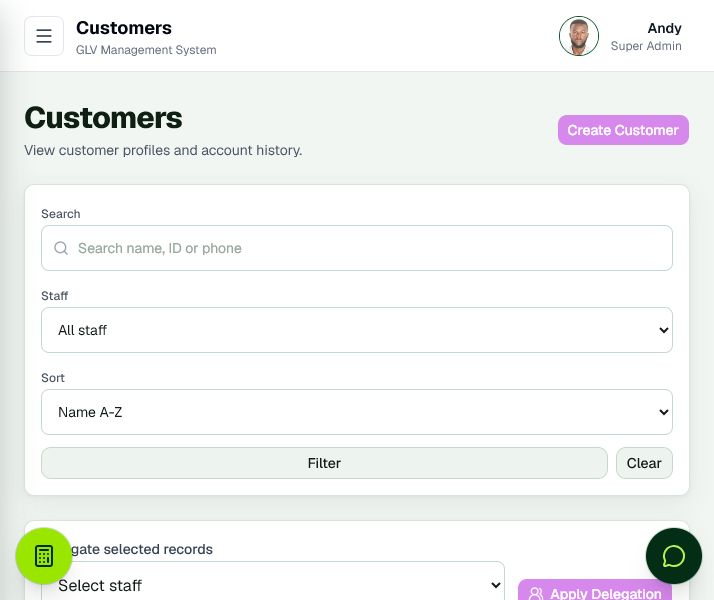 Customers
GLV Management System
Andy
Super Admin
Customers
View customer profiles and account history.
Create Customer
Search
Search name, ID or phone
Staff
All staff
Sort
Name A-Z
Filter
Clear
gate selected records
Select staff
Apply Delegation